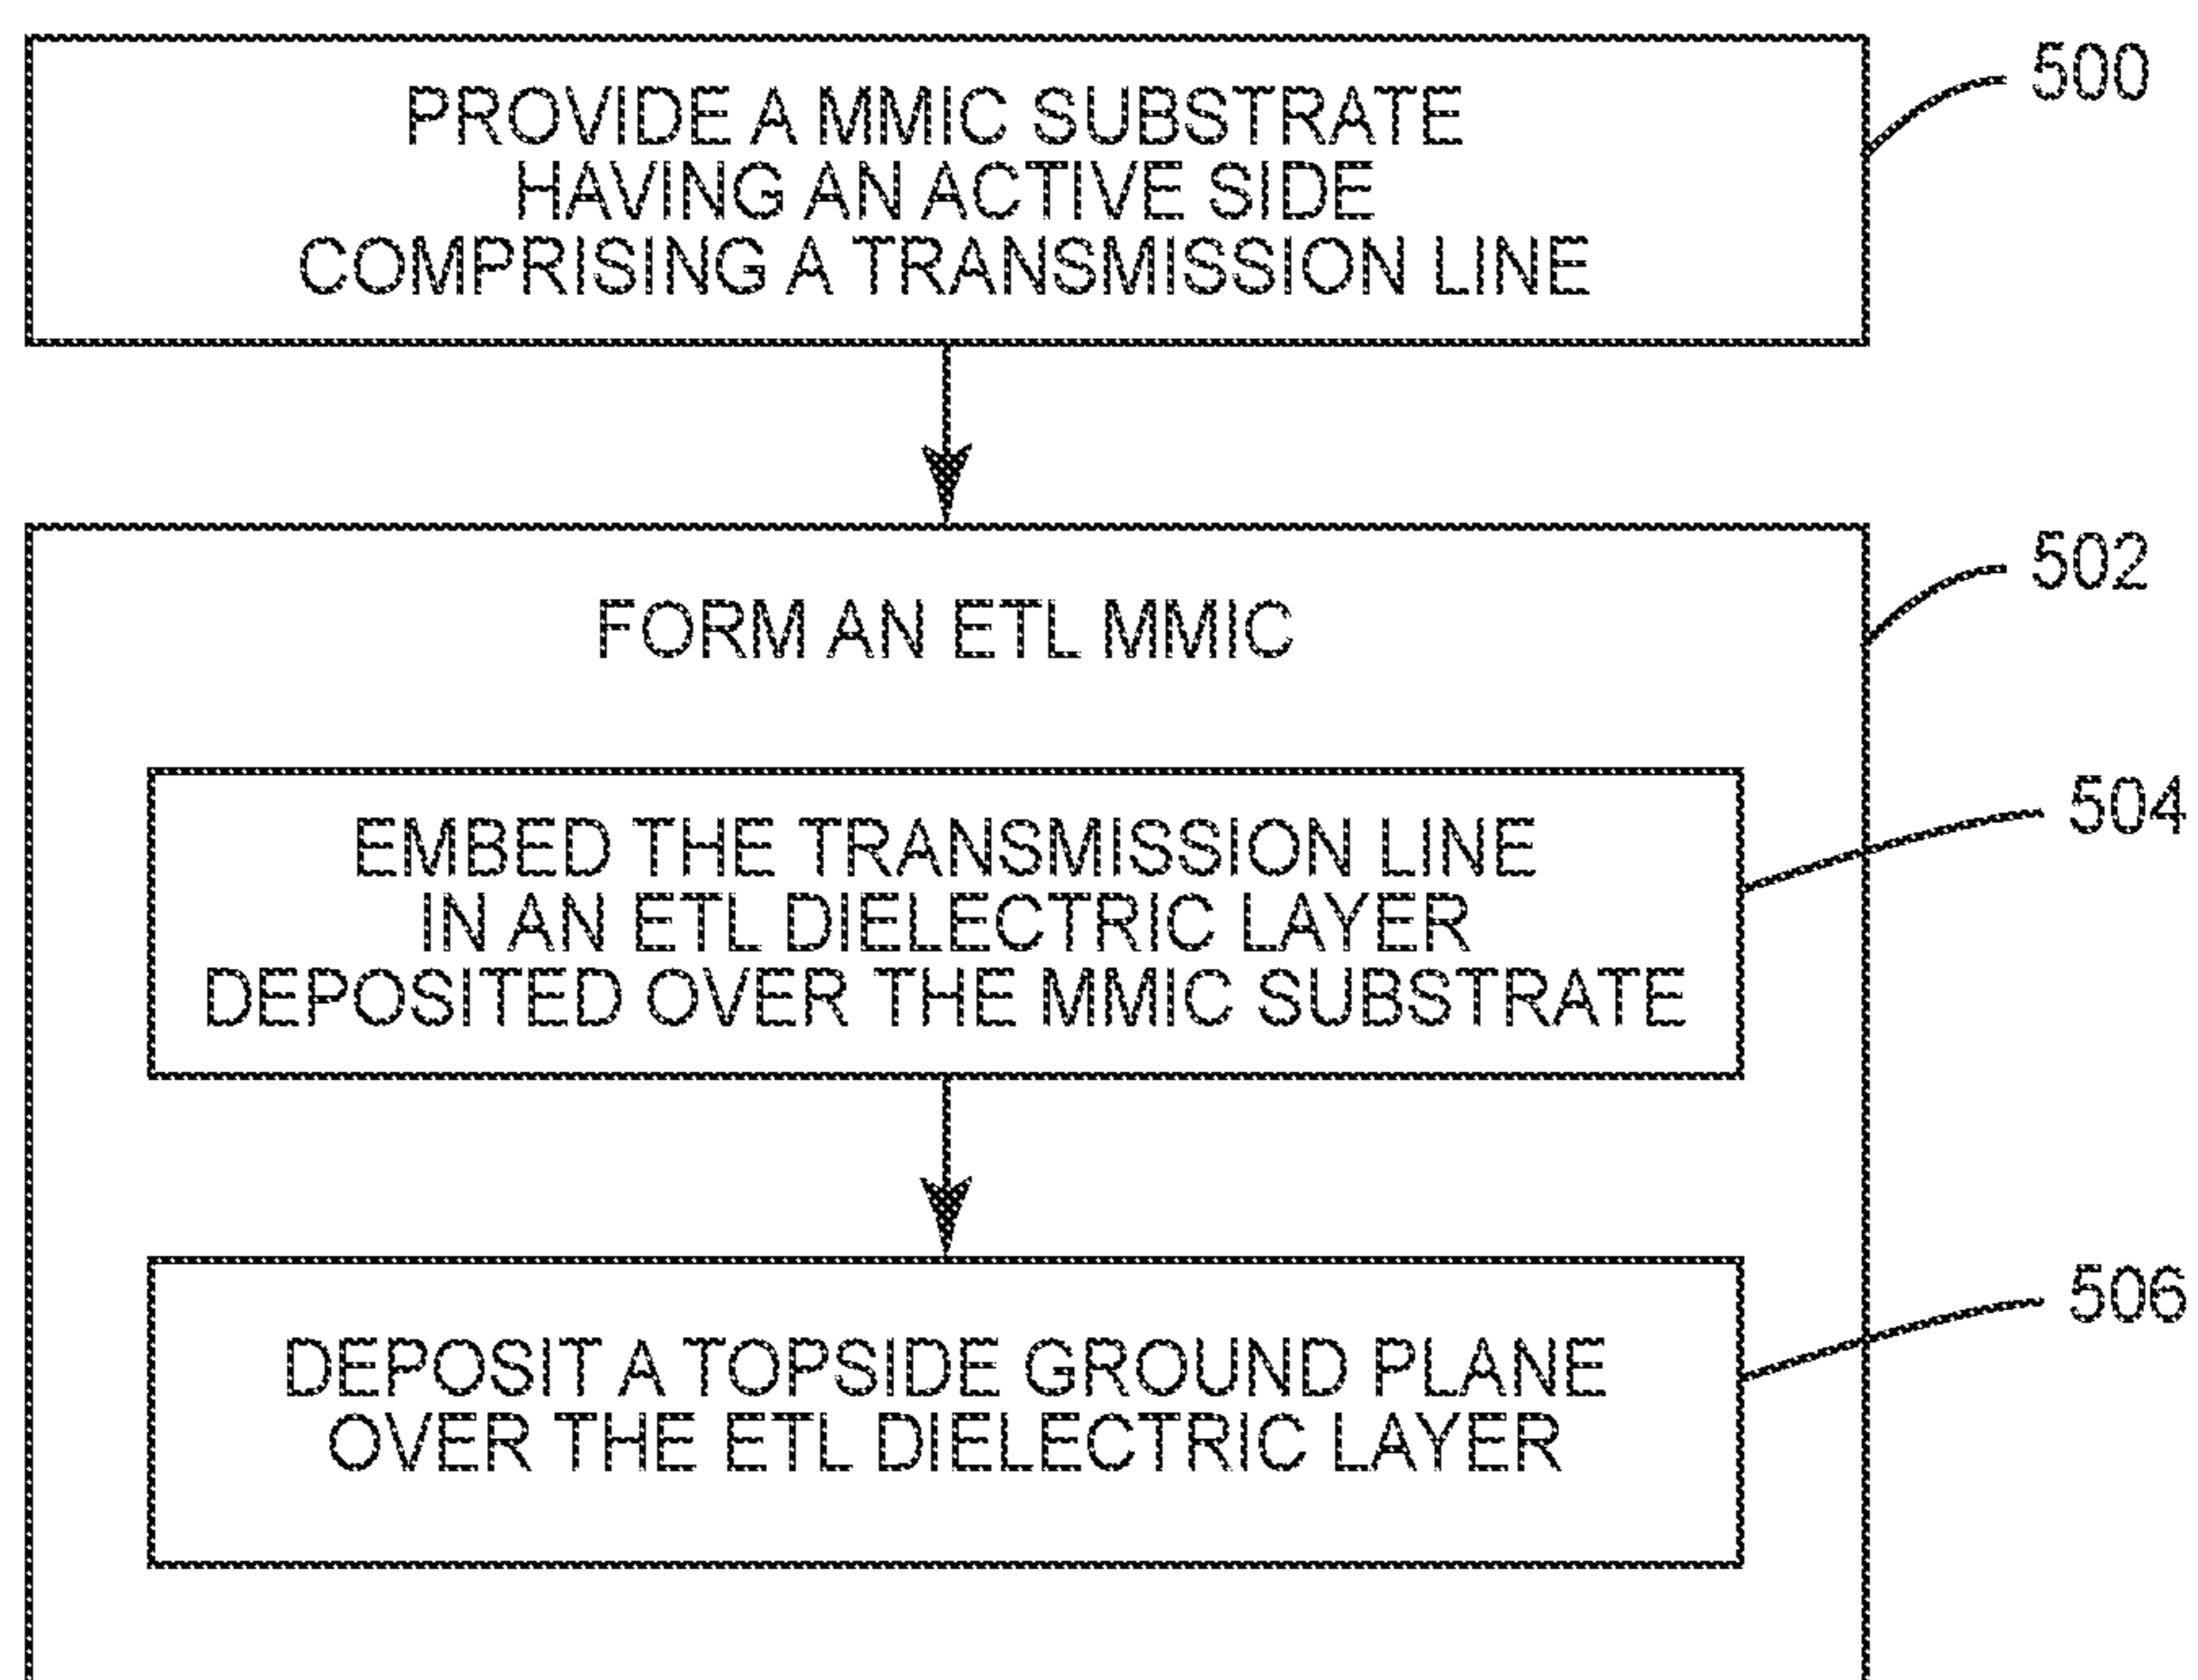 PROVIDE A MMIC SUBSTRATE
HAVING AN ACTIVE SIDE
COMPRISING A TRANSMISSION LINE
500
FORM AN ETL MMIC
502
EMBED THE TRANSMISSION LINE
IN AN ETL DIELECTRIC LAYER
DEPOSITED OVER THE MMIC SUBSTRATE
504
DEPOSIT A TOPSIDE GROUND PLANE
OVER THE ETL DIELECTRIC LAYER
506